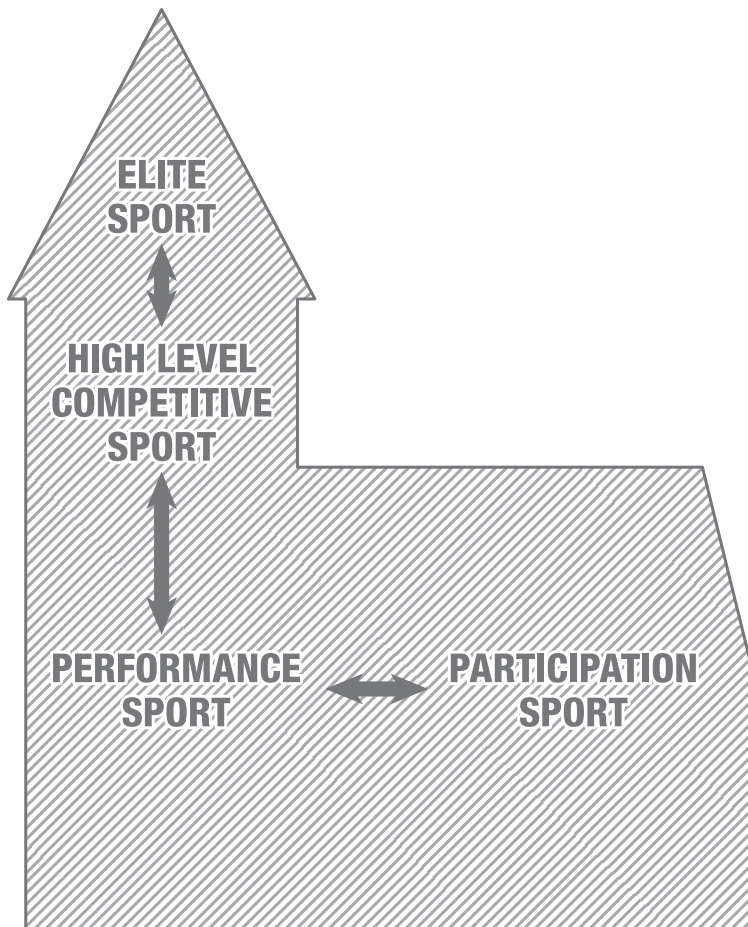 ELITE
SPORT
HIGH LEVEL
COMPETITIVE
SPORT
PERFORMANCE
SPORT
PARTICIPATION
SPORT